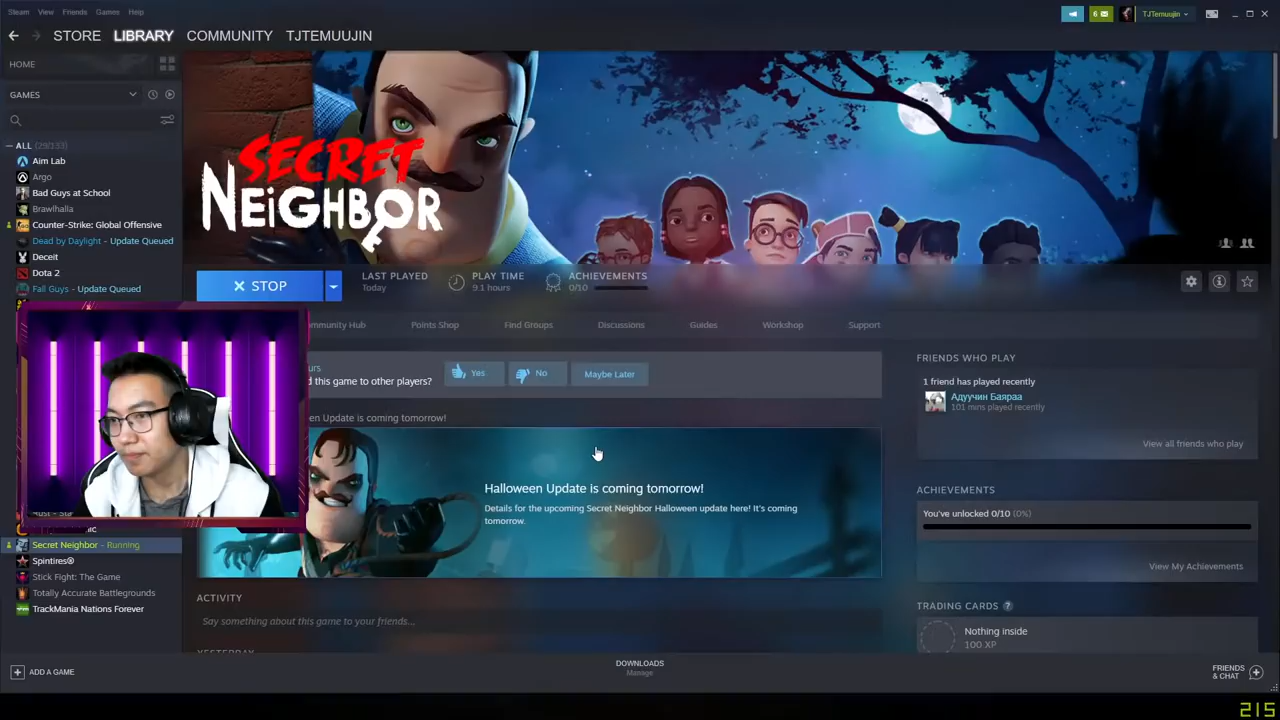 Steam View Friends Games Help
6 TJTemuujin
STORE LIBRARY COMMUNITY TJTEMUUJIN
HOME
GAMES
ALL (29/133)
Aim Lab
Argo
Bad Guys at School
Brawlhalla
Counter-Strike: Global Offensive
Dead by Daylight - Update Queued
Deceit
Dota 2
Fall Guys - Update Queued
Secret Neighbor - Running
Spintires®
Stick Fight: The Game
Totally Accurate Battlegrounds
TrackMania Nations Forever
SECRET
NEiGHBOR
STOP
LAST PLAYED
Today
PLAY TIME
9.1 hours
ACHIEVEMENTS
0/10
mmunity Hub Points Shop Find Groups Discussions Guides Workshop Support
urs
d this game to other players?
Yes No Maybe Later
en Update is coming tomorrow!
Halloween Update is coming tomorrow!
Details for the upcoming Secret Neighbor Halloween update here! It's coming
tomorrow.
ACTIVITY
Say something about this game to your friends...
YESTERDAY
FRIENDS WHO PLAY
1 friend has played recently
Адуучин Баяраа
101 mins played recently
View all friends who play
ACHIEVEMENTS
You've unlocked 0/10 (0%)
View My Achievements
TRADING CARDS ?
Nothing inside
100 XP
ADD A GAME
DOWNLOADS
Manage
FRIENDS
& CHAT
215